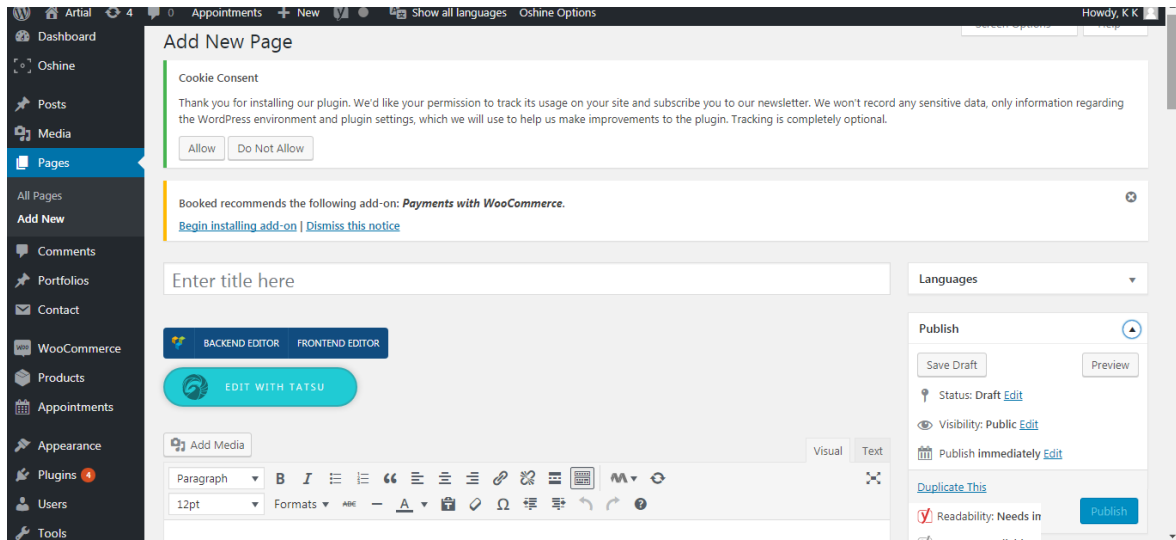 Artial 4 0 Appointments New Show all languages Oshine Options Howdy, K K
Dashboard
Oshine
Posts
Media
Pages
All Pages
Add New
Comments
Portfolios
Contact
WooCommerce
Products
Appointments
Appearance
Plugins 4
Users
Tools
Screen Options Help
Add New Page
Cookie Consent
Thank you for installing our plugin. We'd like your permission to track its usage on your site and subscribe you to our newsletter. We won't record any sensitive data, only information regarding
the WordPress environment and plugin settings, which we will use to help us make improvements to the plugin. Tracking is completely optional.
Allow Do Not Allow
Booked recommends the following add-on: Payments with WooCommerce.
Begin installing add-on | Dismiss this notice
Enter title here
BACKEND EDITOR FRONTEND EDITOR
EDIT WITH TATSU
Add Media
Visual Text
Paragraph B I
12pt Formats ABC A Ω
Languages
Publish
Save Draft Preview
Status: Draft Edit
Visibility: Public Edit
Publish immediately Edit
Duplicate This
Readability: Needs
Publish